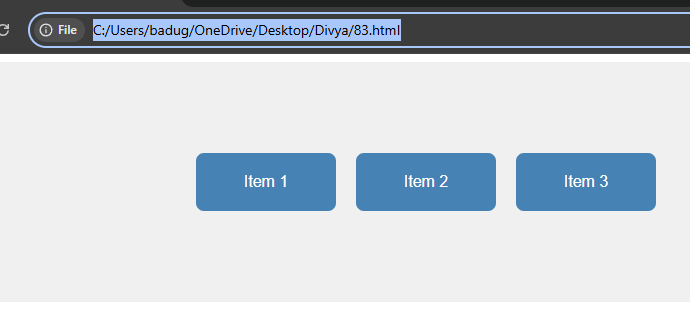 File C:/Users/badug/OneDrive/Desktop/Divya/83.html
Item 1 Item 2 Item 3